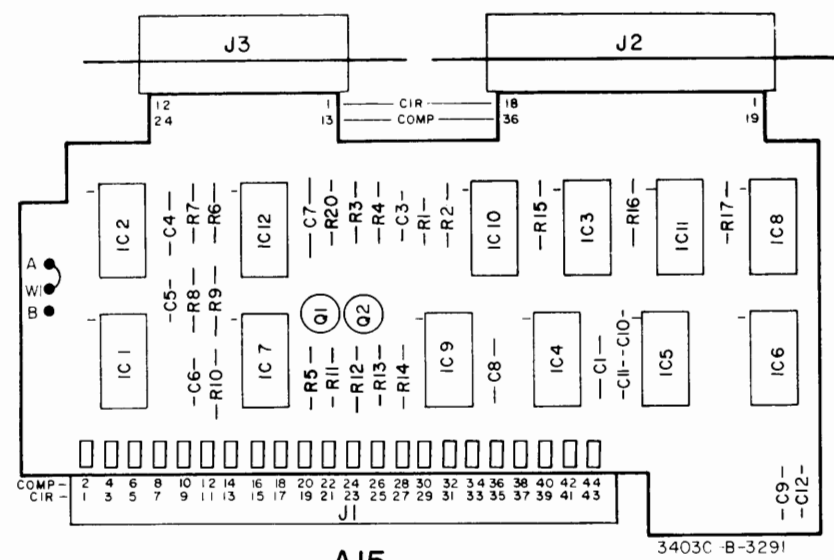 J3 J2
12 1 CIR 18 1
24 13 COMP 36 19
IC2 C4 R7 R6 IC12 C7 R20 R3 R4 C3 R1 R2 IC10 R15 IC3 R16 IC11 R17 IC8
A
W1
B
C5 R8 R9 Q1 Q2
IC1 C6 R10 IC7 R5 R11 R12 R13 R14 IC9 C8 IC4 C1 C11 C10 IC5 IC6
COMP 2 4 6 8 10 12 14 16 18 20 22 24 26 28 30 32 34 36 38 40 42 44
CIR 1 3 5 7 9 11 13 15 17 19 21 23 25 27 29 31 33 35 37 39 41 43
J1
C9 C12
3403C-B-3291
A15